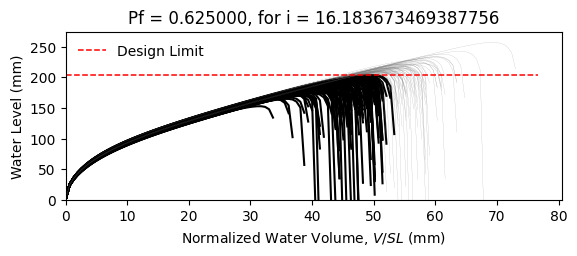 Pf = 0.625000, for i = 16.183673469387756
Water Level (mm)
250
200
150
100
50
0
Design Limit
0 10 20 30 40 50 60 70 80
Normalized Water Volume, V/SL (mm)